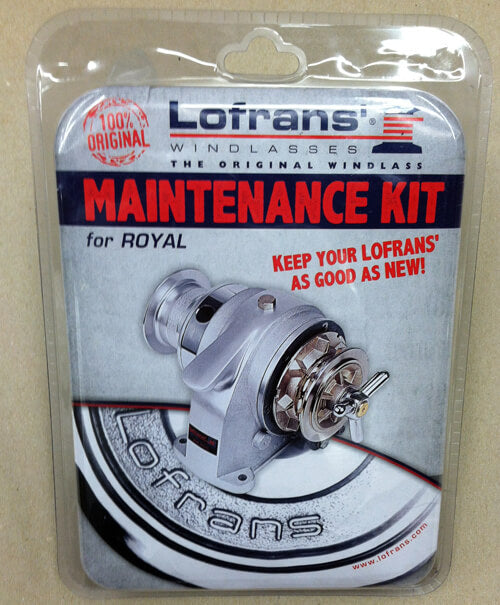 100%
ORIGINAL
Lofrans'®
WINDLASSES
THE ORIGINAL WINDLASS
MAINTENANCE KIT
for ROYAL
KEEP YOUR LOFRANS'
AS GOOD AS NEW!
Lofrans
www.lofrans.com